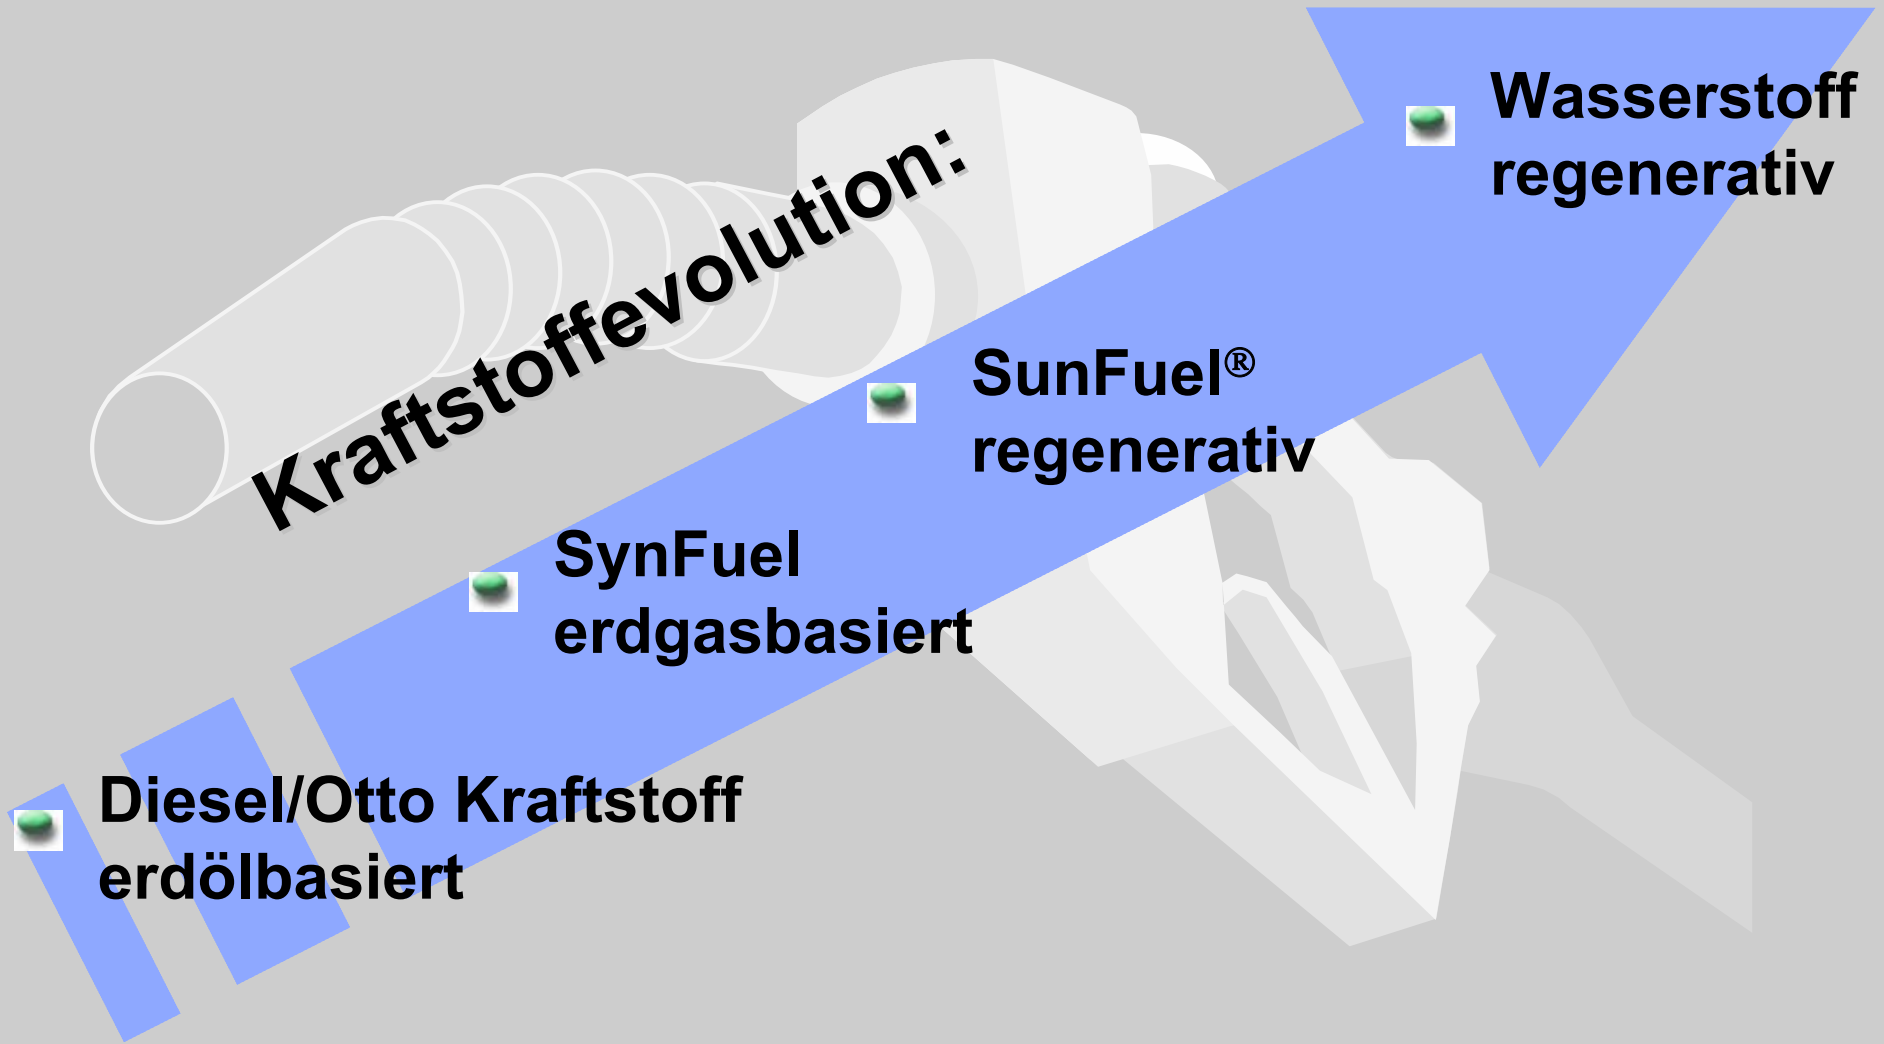 Kraftstoffevolution:
Wasserstoff
regenerativ
SunFuel®
regenerativ
SynFuel
erdgasbasiert
Diesel/Otto Kraftstoff
erdölbasiert